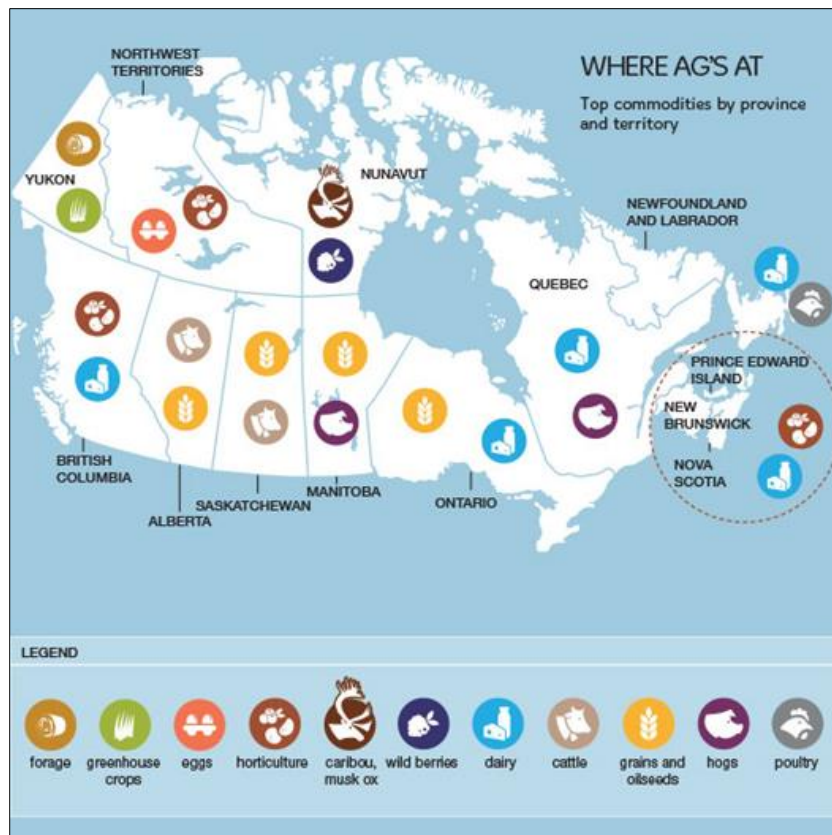 WHERE AG'S AT
Top commodities by province
and territory
NORTHWEST
TERRITORIES
YUKON
NUNAVUT
NEWFOUNDLAND
AND LABRADOR
QUEBEC
PRINCE EDWARD
ISLAND
NEW
BRUNSWICK
NOVA
SCOTIA
BRITISH
COLUMBIA
ALBERTA
SASKATCHEWAN
MANITOBA
ONTARIO
LEGEND
forage
greenhouse
crops
eggs
horticulture
caribou,
musk ox
wild berries
dairy
cattle
grains and
oilseeds
hogs
poultry